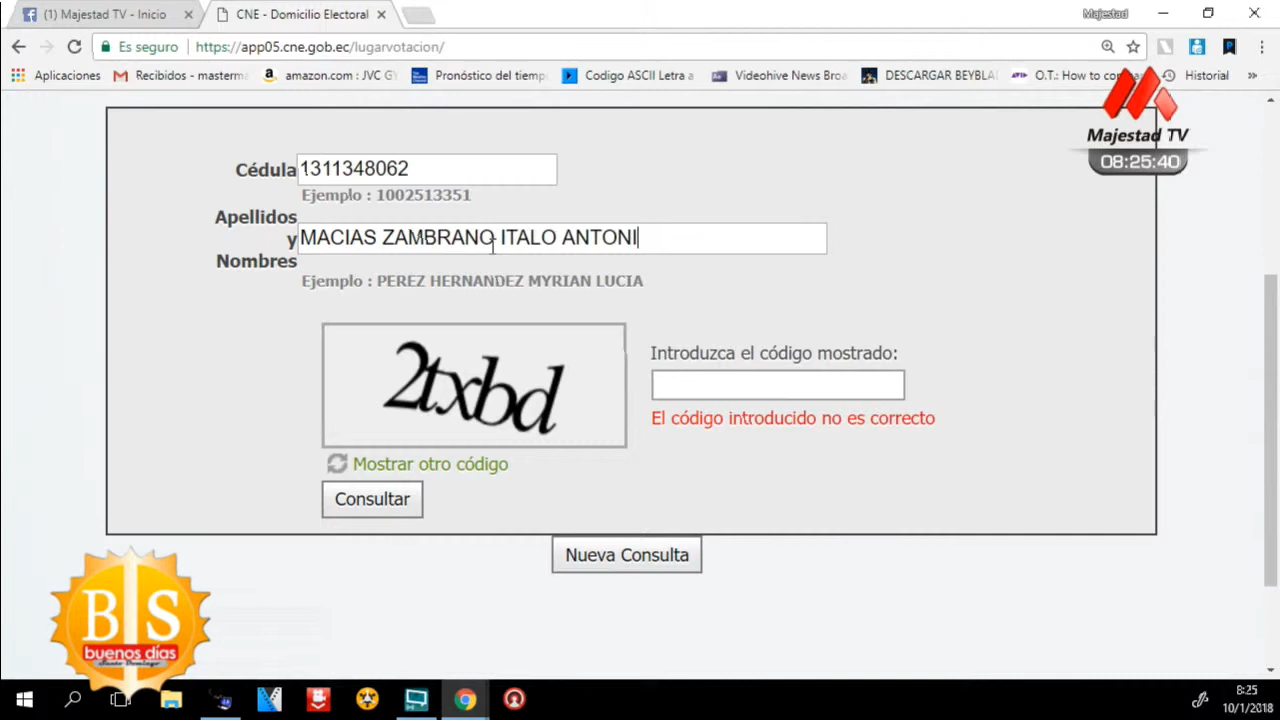 (1) Majestad TV - Inicio
CNE - Domicilio Electoral
Majestad
Es seguro
https://app05.cne.gob.ec/lugarvotacion/
Aplicaciones
Recibidos - masterm
amazon.com : JVC GY
Pronóstico del tiemp
Codigo ASCII Letra a
Videohive News Broa
DESCARGAR BEYBLA
O.T.: How to con
Historial
»
Majestad TV
08:25:40
Cédula
1311348062
Ejemplo : 1002513351
Apellidos
y
Nombres
MACIAS ZAMBRANO ITALO ANTONI
Ejemplo : PEREZ HERNANDEZ MYRIAN LUCIA
2txbd
Introduzca el código mostrado:
El código introducido no es correcto
Mostrar otro código
Consultar
Nueva Consulta
BS
buenos días
Santo Domingo
8:25
10/1/2018